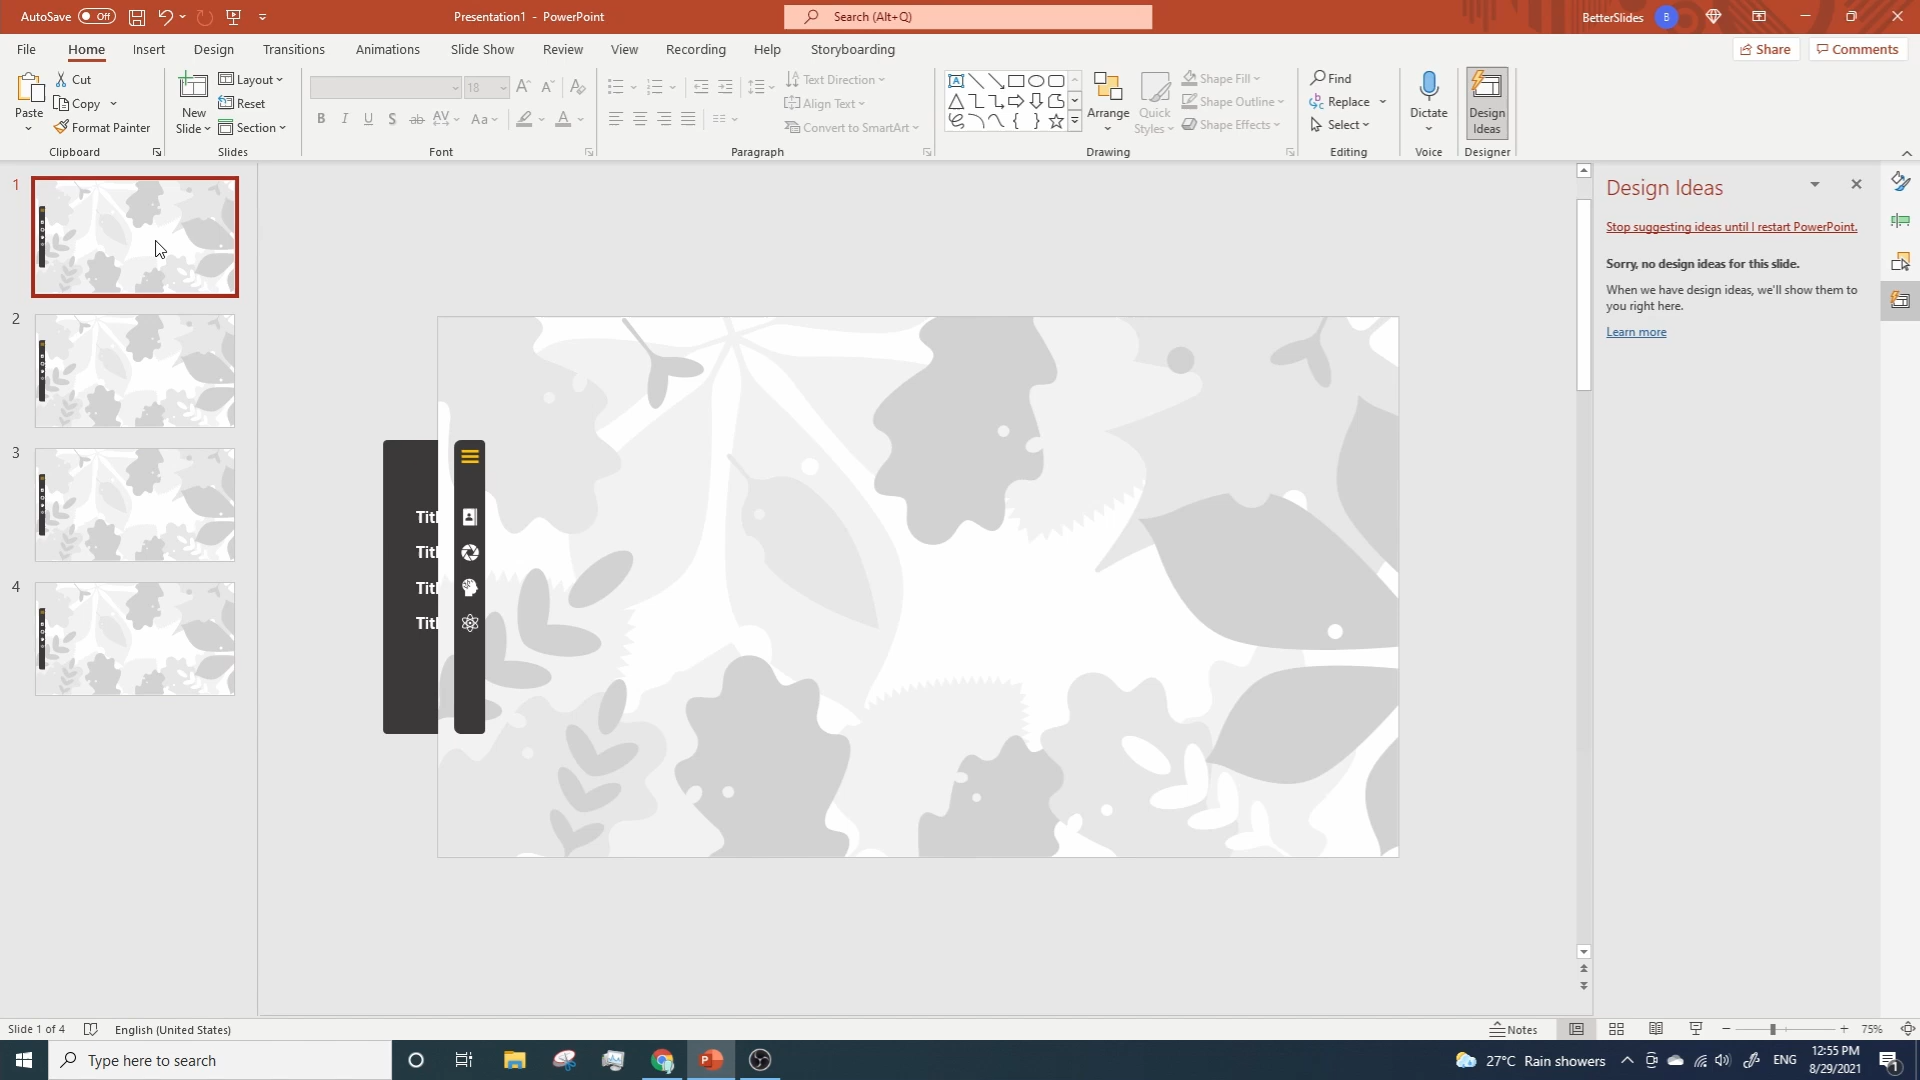 AutoSave Off Presentation1 - PowerPoint Search (Alt+Q) BetterSlides B
File Home Insert Design Transitions Animations Slide Show Review View Recording Help Storyboarding Share Comments
Paste Cut Copy Format Painter
Clipboard
New Slide Layout Reset Section
Slides
18
B I U S ab AV Aa A
Font
Text Direction Align Text Convert to SmartArt
Paragraph
Arrange Quick Styles Shape Fill Shape Outline Shape Effects
Drawing
Find Replace Select
Editing
Dictate
Voice
Design Ideas
Designer
1
2
3
4
Titl
Titl
Titl
Titl
Design Ideas
Stop suggesting ideas until I restart PowerPoint.
Sorry, no design ideas for this slide.
When we have design ideas, we'll show them to
you right here.
Learn more
Slide 1 of 4 English (United States) Notes 75%
Type here to search 27°C Rain showers ENG 12:55 PM
8/29/2021 1